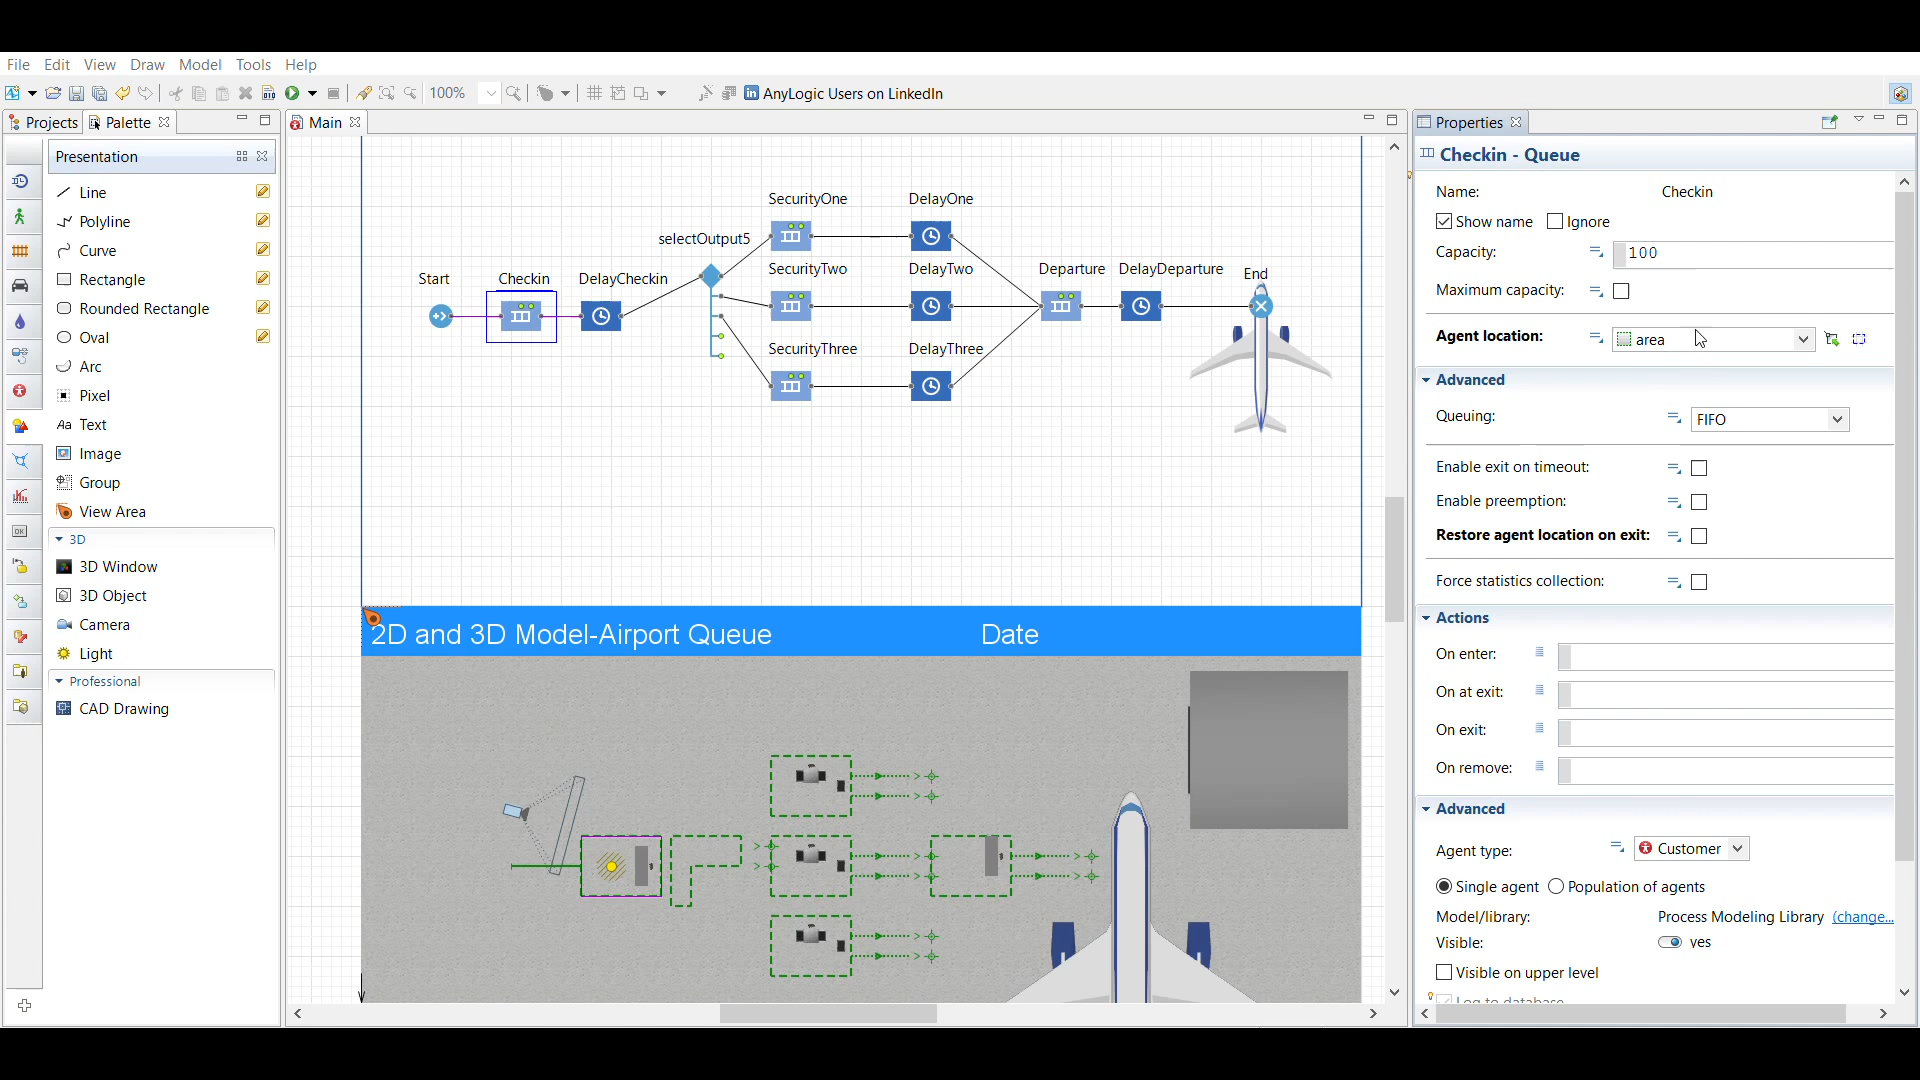 File Edit View Draw Model Tools Help
100% AnyLogic Users on LinkedIn
Projects Palette
Main
Properties
Presentation
Line
Polyline
Curve
Rectangle
Rounded Rectangle
Oval
Arc
Pixel
Aa Text
Image
Group
View Area
3D
3D Window
3D Object
Camera
Light
Professional
CAD Drawing
OK
SecurityOne DelayOne
selectOutput5
SecurityTwo DelayTwo Departure DelayDeparture End
Start Checkin DelayCheckin
SecurityThree DelayThree
2D and 3D Model-Airport Queue Date
Checkin - Queue
Name: Checkin
Show name Ignore
Capacity: 100
Maximum capacity:
Agent location: area
Advanced
Queuing: FIFO
Enable exit on timeout:
Enable preemption:
Restore agent location on exit:
Force statistics collection:
Actions
On enter:
On at exit:
On exit:
On remove:
Advanced
Agent type: Customer
Single agent Population of agents
Model/library: Process Modeling Library (change...
Visible: yes
Visible on upper level
Log to database